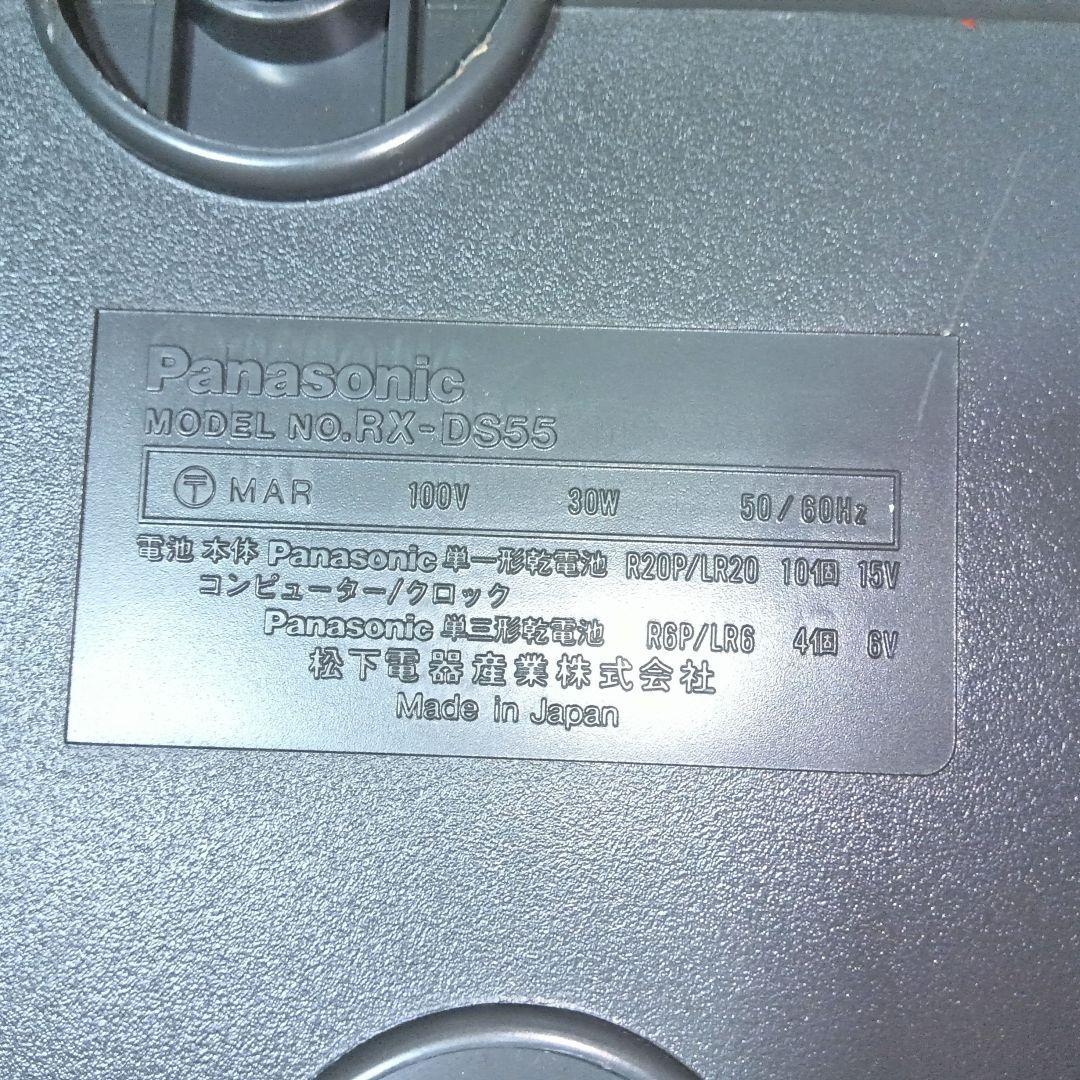 Panasonic
MODEL NO.RX-DS55
〒 MAR 100V 30W 50/60Hz
電池 本体 Panasonic 単一形乾電池 R20P/LR20 10個 15V
コンピューター/クロック
Panasonic 単三形乾電池 R6P/LR6 4個 6V
松下電器産業株式会社
Made in Japan